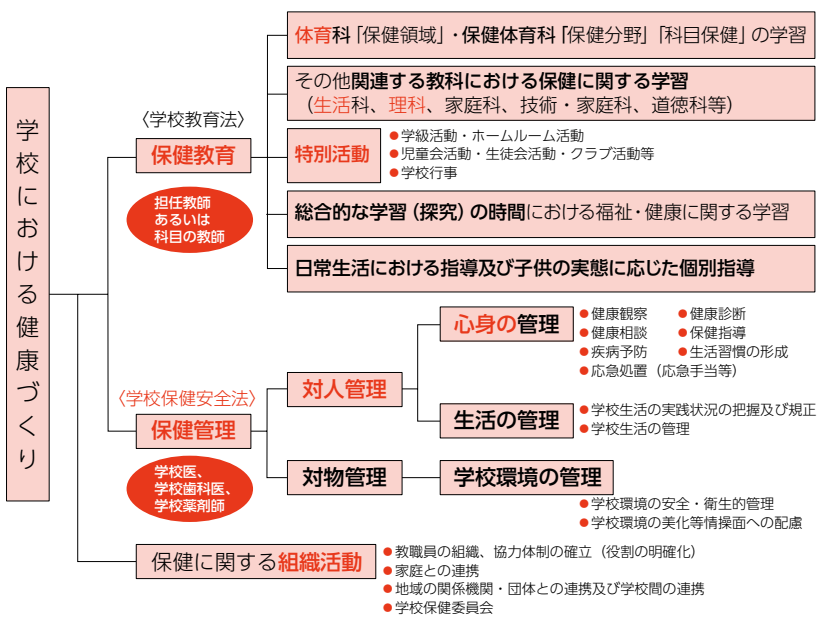 学校における健康づくり
〈学校教育法〉
保健教育
担任教師
あるいは
科目の教師
体育科「保健領域」・保健体育科「保健分野」「科目保健」の学習
その他関連する教科における保健に関する学習
（生活科、理科、家庭科、技術・家庭科、道徳科等）
特別活動
●学級活動・ホームルーム活動
●児童会活動・生徒会活動・クラブ活動等
●学校行事
総合的な学習（探究）の時間における福祉・健康に関する学習
日常生活における指導及び子供の実態に応じた個別指導
〈学校保健安全法〉
保健管理
学校医、
学校歯科医、
学校薬剤師
対人管理
心身の管理
●健康観察 ●健康診断
●健康相談 ●保健指導
●疾病予防 ●生活習慣の形成
●応急処置（応急手当等）
生活の管理
●学校生活の実践状況の把握及び規正
●学校生活の管理
対物管理
学校環境の管理
●学校環境の安全・衛生的管理
●学校環境の美化等情操面への配慮
保健に関する組織活動
●教職員の組織、協力体制の確立（役割の明確化）
●家庭との連携
●地域の関係機関・団体との連携及び学校間の連携
●学校保健委員会